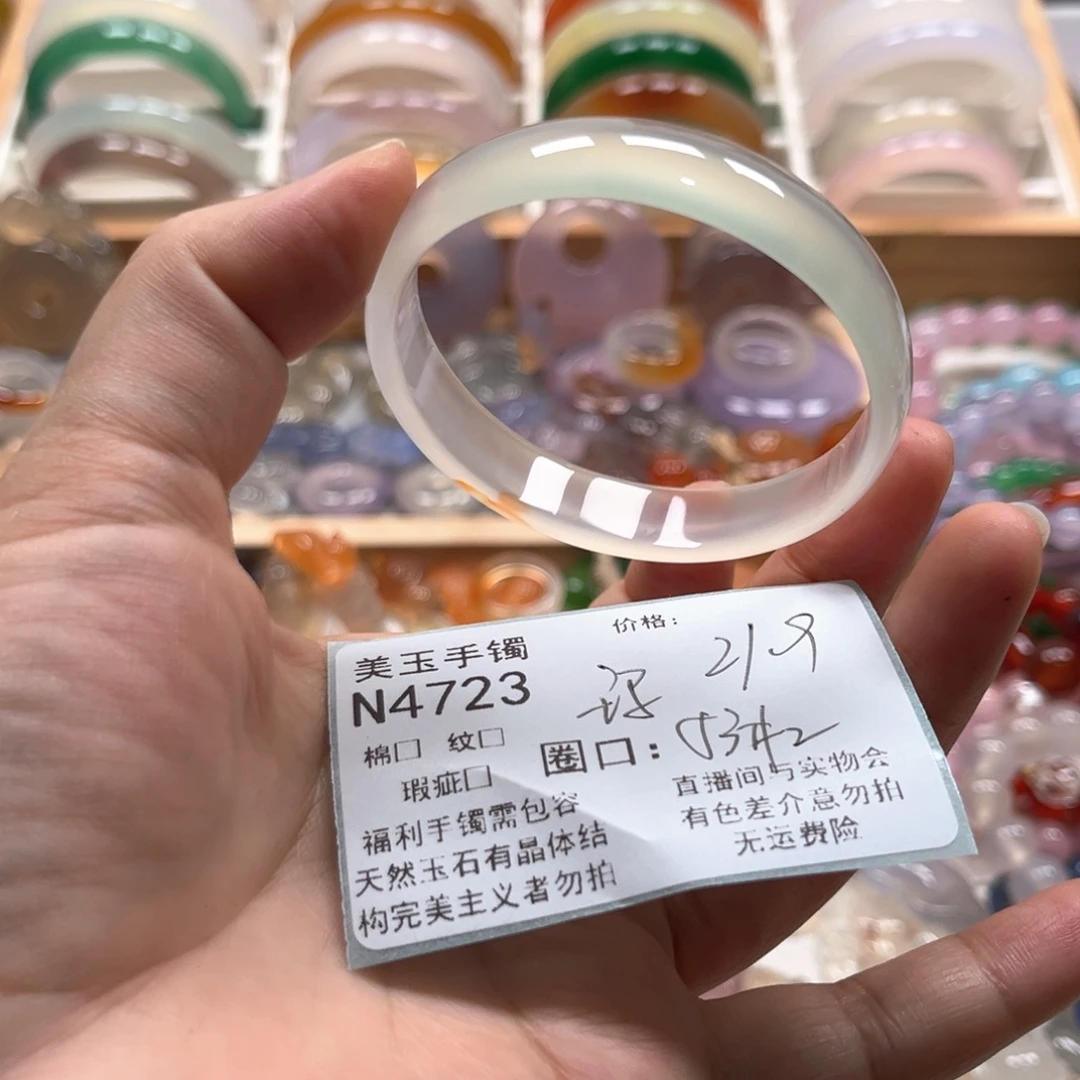 美玉手镯
N4723
价格: 219
棉□ 纹□
圈口:
瑕疵□
福利手镯需包容
天然玉石有晶体结
构完美主义者勿拍
直播间与实物会
有色差介意勿拍
无运费险